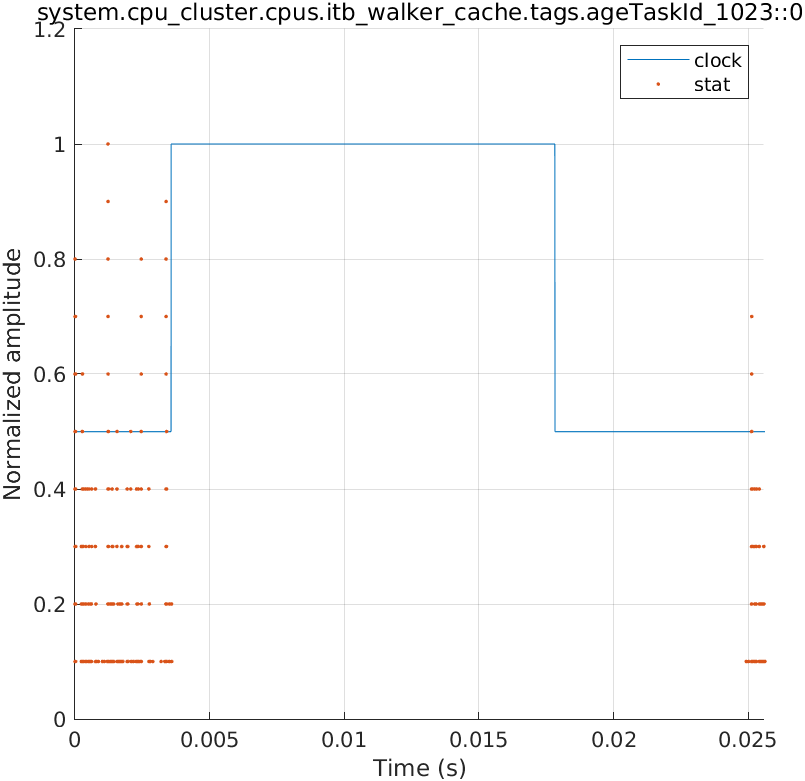 system.cpu_cluster.cpus.itb_walker_cache.tags.ageTaskId_1023::0
1.2
1
0.8
0.6
0.4
0.2
0
Normalized amplitude
clock
stat
0
0.005
0.01
0.015
0.02
0.025
Time (s)